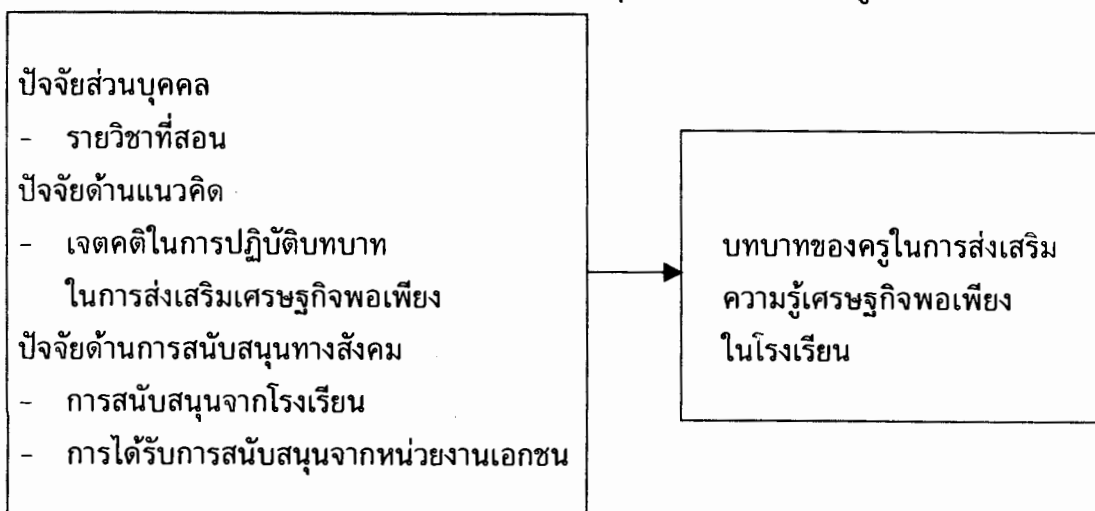 ปัจจัยส่วนบุคคล
- รายวิชาที่สอน
ปัจจัยด้านแนวคิด
- เจตคติในการปฏิบัติบทบาท
ในการส่งเสริมเศรษฐกิจพอเพียง
ปัจจัยด้านการสนับสนุนทางสังคม
- การสนับสนุนจากโรงเรียน
- การได้รับการสนับสนุนจากหน่วยงานเอกชน
บทบาทของครูในการส่งเสริม
ความรู้เศรษฐกิจพอเพียง
ในโรงเรียน